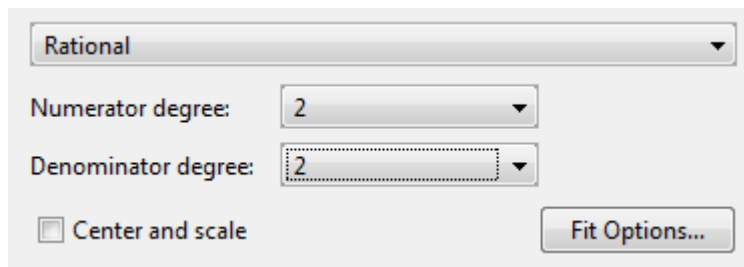 Rational
Numerator degree: 2
Denominator degree: 2
Center and scale Fit Options...